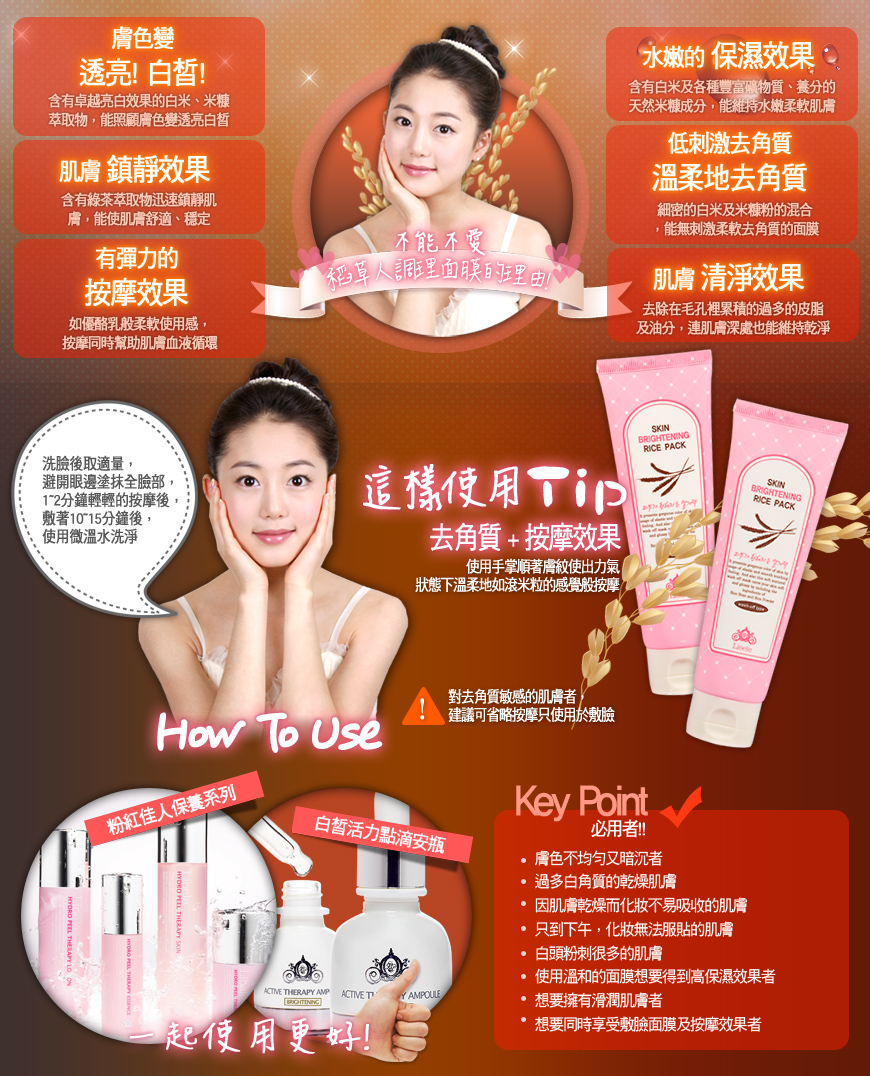 膚色變
透亮! 白皙!
含有卓越亮白效果的白米、米糠
萃取物，能照顧膚色變透亮白皙
肌膚 鎮靜效果
含有綠茶萃取物迅速鎮靜肌
膚，能使肌膚舒適、穩定
有彈力的
按摩效果
如優酪乳般柔軟使用感，
按摩同時幫助肌膚血液循環
不能不愛
稻草人調理面膜的理由!
水嫩的 保濕效果
含有白米及各種豐富礦物質、養分的
天然米糠成分，能維持水嫩柔軟肌膚
低刺激去角質
溫柔地去角質
細密的白米及米糠粉的混合
，能無刺激柔軟去角質的面膜
肌膚 清淨效果
去除在毛孔裡累積的過多的皮脂
及油分，連肌膚深處也能維持乾淨
洗臉後取適量，
避開眼邊塗抹全臉部，
1~2分鐘輕輕的按摩後，
敷著10~15分鐘後，
使用微溫水洗淨
How To Use
這樣使用Tip
去角質 + 按摩效果
使用手掌順著膚紋使出力氣
狀態下溫柔地如滾米粒的感覺般按摩
對去角質敏感的肌膚者
建議可省略按摩只使用於敷臉
SKIN
BRIGHTENING
RICE PACK
SKIN
BRIGHTENING
RICE PACK
wash-off type
Lioele
粉紅佳人保養系列
白皙活力點滴安瓶
HYDRO PEEL THERAPY
HYDRO PEEL THERAPY ESSENCE
HYDRO PEEL THERAPY SKIN
HYDRO PEEL
ACTIVE THERAPY AMP
BRIGHTENING
ACTIVE TH PY AMPOULE
一起使用更好!
Key Point
必用者!!
• 膚色不均勻又暗沉者
• 過多白角質的乾燥肌膚
• 因肌膚乾燥而化妝不易吸收的肌膚
• 只到下午，化妝無法服貼的肌膚
• 白頭粉刺很多的肌膚
• 使用溫和的面膜想要得到高保濕效果者
• 想要擁有滑潤肌膚者
• 想要同時享受敷臉面膜及按摩效果者